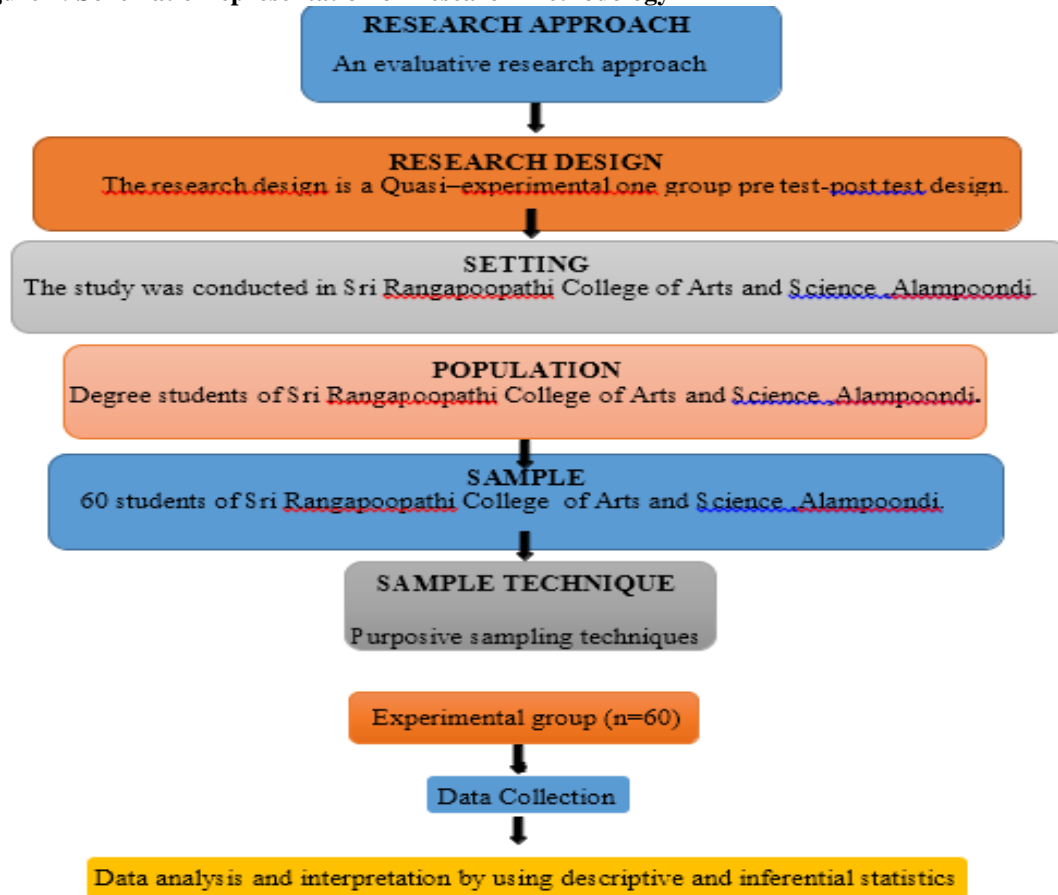 RESEARCH APPROACH
An evaluative research approach
RESEARCH DESIGN
The research design is a Quasi–experimental one group pre test-post test design.
SETTING
The study was conducted in Sri Rangapoopathi College of Arts and Science ,Alampoondi.
POPULATION
Degree students of Sri Rangapoopathi College of Arts and Science ,Alampoondi.
SAMPLE
60 students of Sri Rangapoopathi College of Arts and Science ,Alampoondi.
SAMPLE TECHNIQUE
Purposive sampling techniques
Experimental group (n=60)
Data Collection
Data analysis and interpretation by using descriptive and inferential statistics